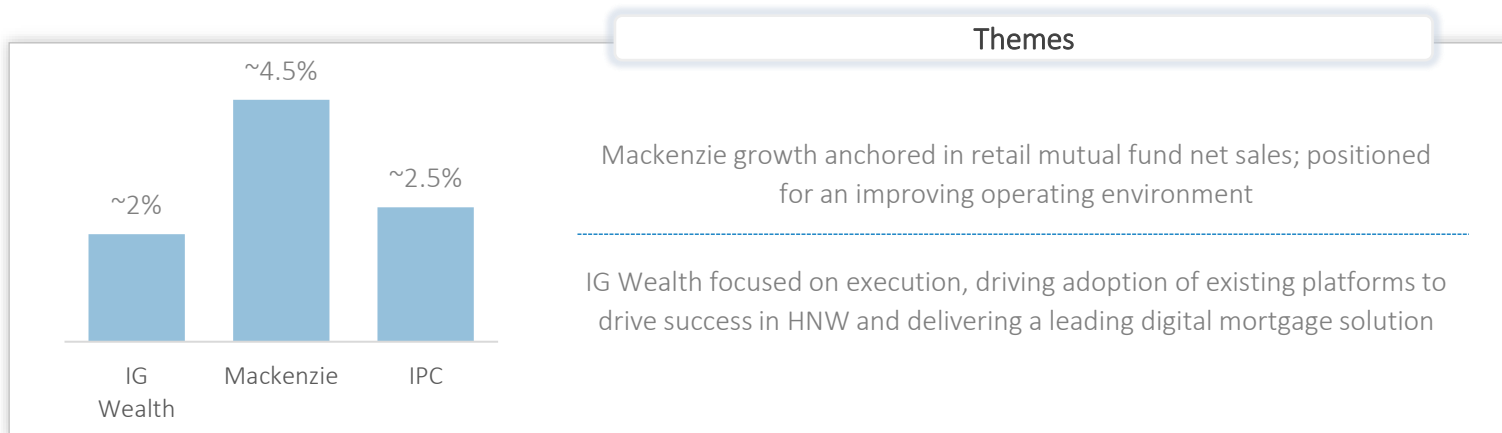 Themes
~4.5%
~2.5%
~2%
IG
Wealth
Mackenzie
IPC
Mackenzie growth anchored in retail mutual fund net sales; positioned
for an improving operating environment
IG Wealth focused on execution, driving adoption of existing platforms to
drive success in HNW and delivering a leading digital mortgage solution